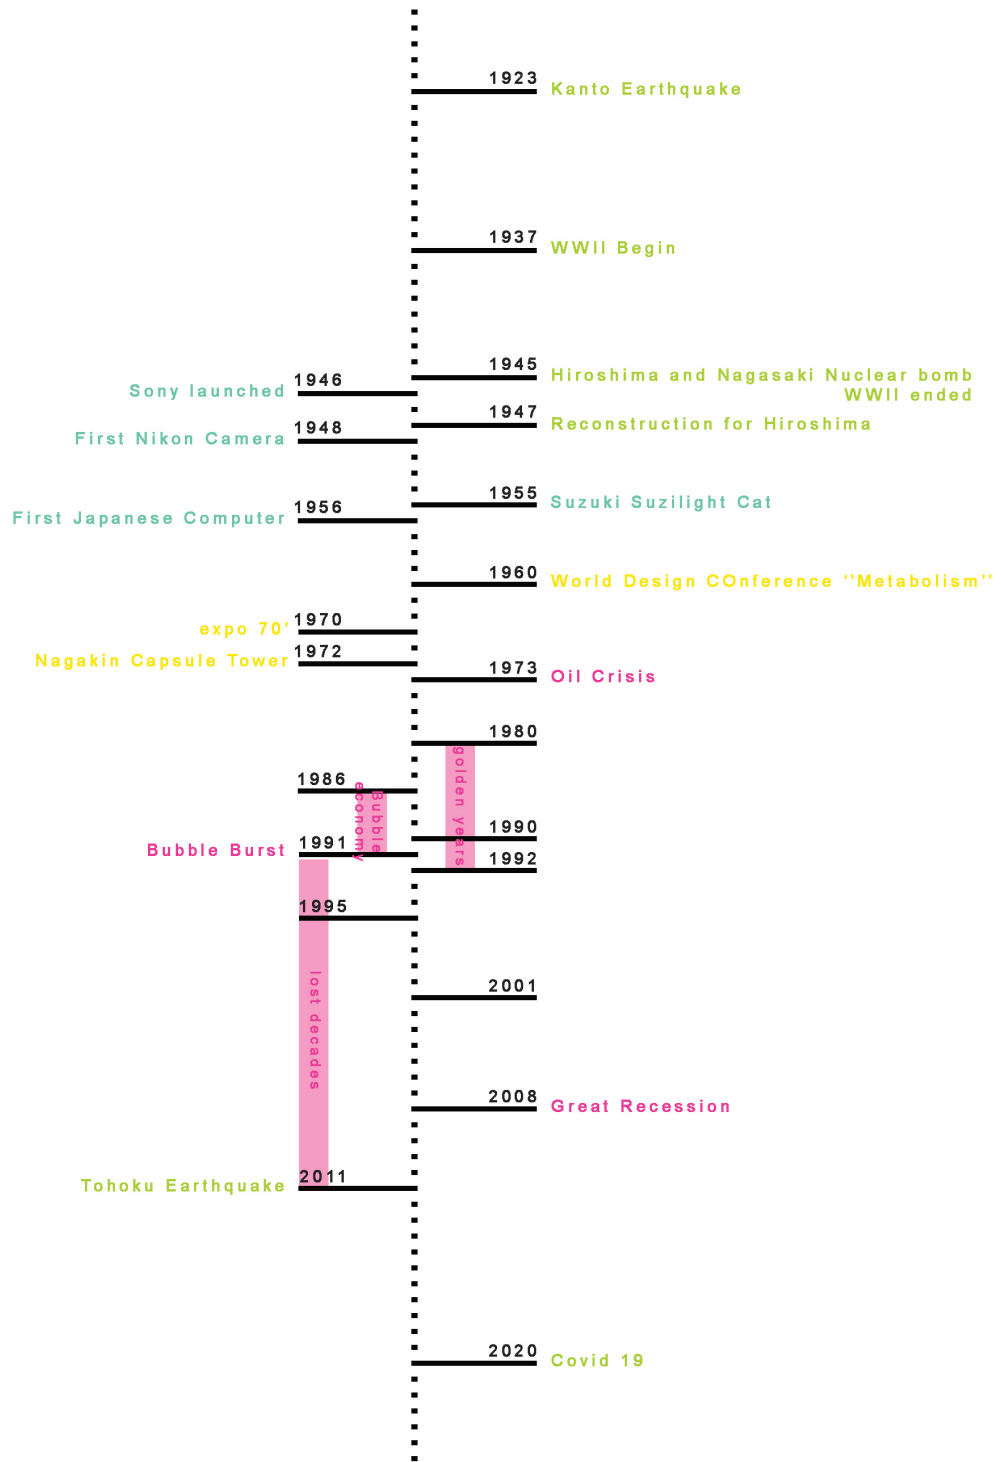 1923
Kanto Earthquake
1937
WWII Begin
1945
Hiroshima and Nagasaki Nuclear bomb
WWII ended
1946
Sony launched
1947
Reconstruction for Hiroshima
1948
First Nikon Camera
1955
Suzuki Suzilight Cat
1956
First Japanese Computer
1960
World Design COnference ''Metabolism''
1970
expo 70'
1972
Nagakin Capsule Tower
1973
Oil Crisis
1980
golden years
1986
Bubble
economy
1990
1991
Bubble Burst
1992
1995
lost decades
2001
2008
Great Recession
2011
Tohoku Earthquake
2020
Covid 19